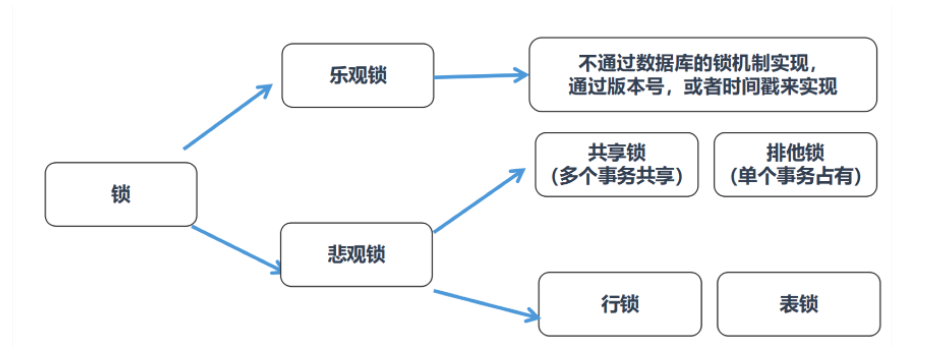 乐观锁
不通过数据库的锁机制实现，
通过版本号，或者时间戳来实现
锁
共享锁
（多个事务共享）
排他锁
（单个事务占有）
悲观锁
行锁
表锁